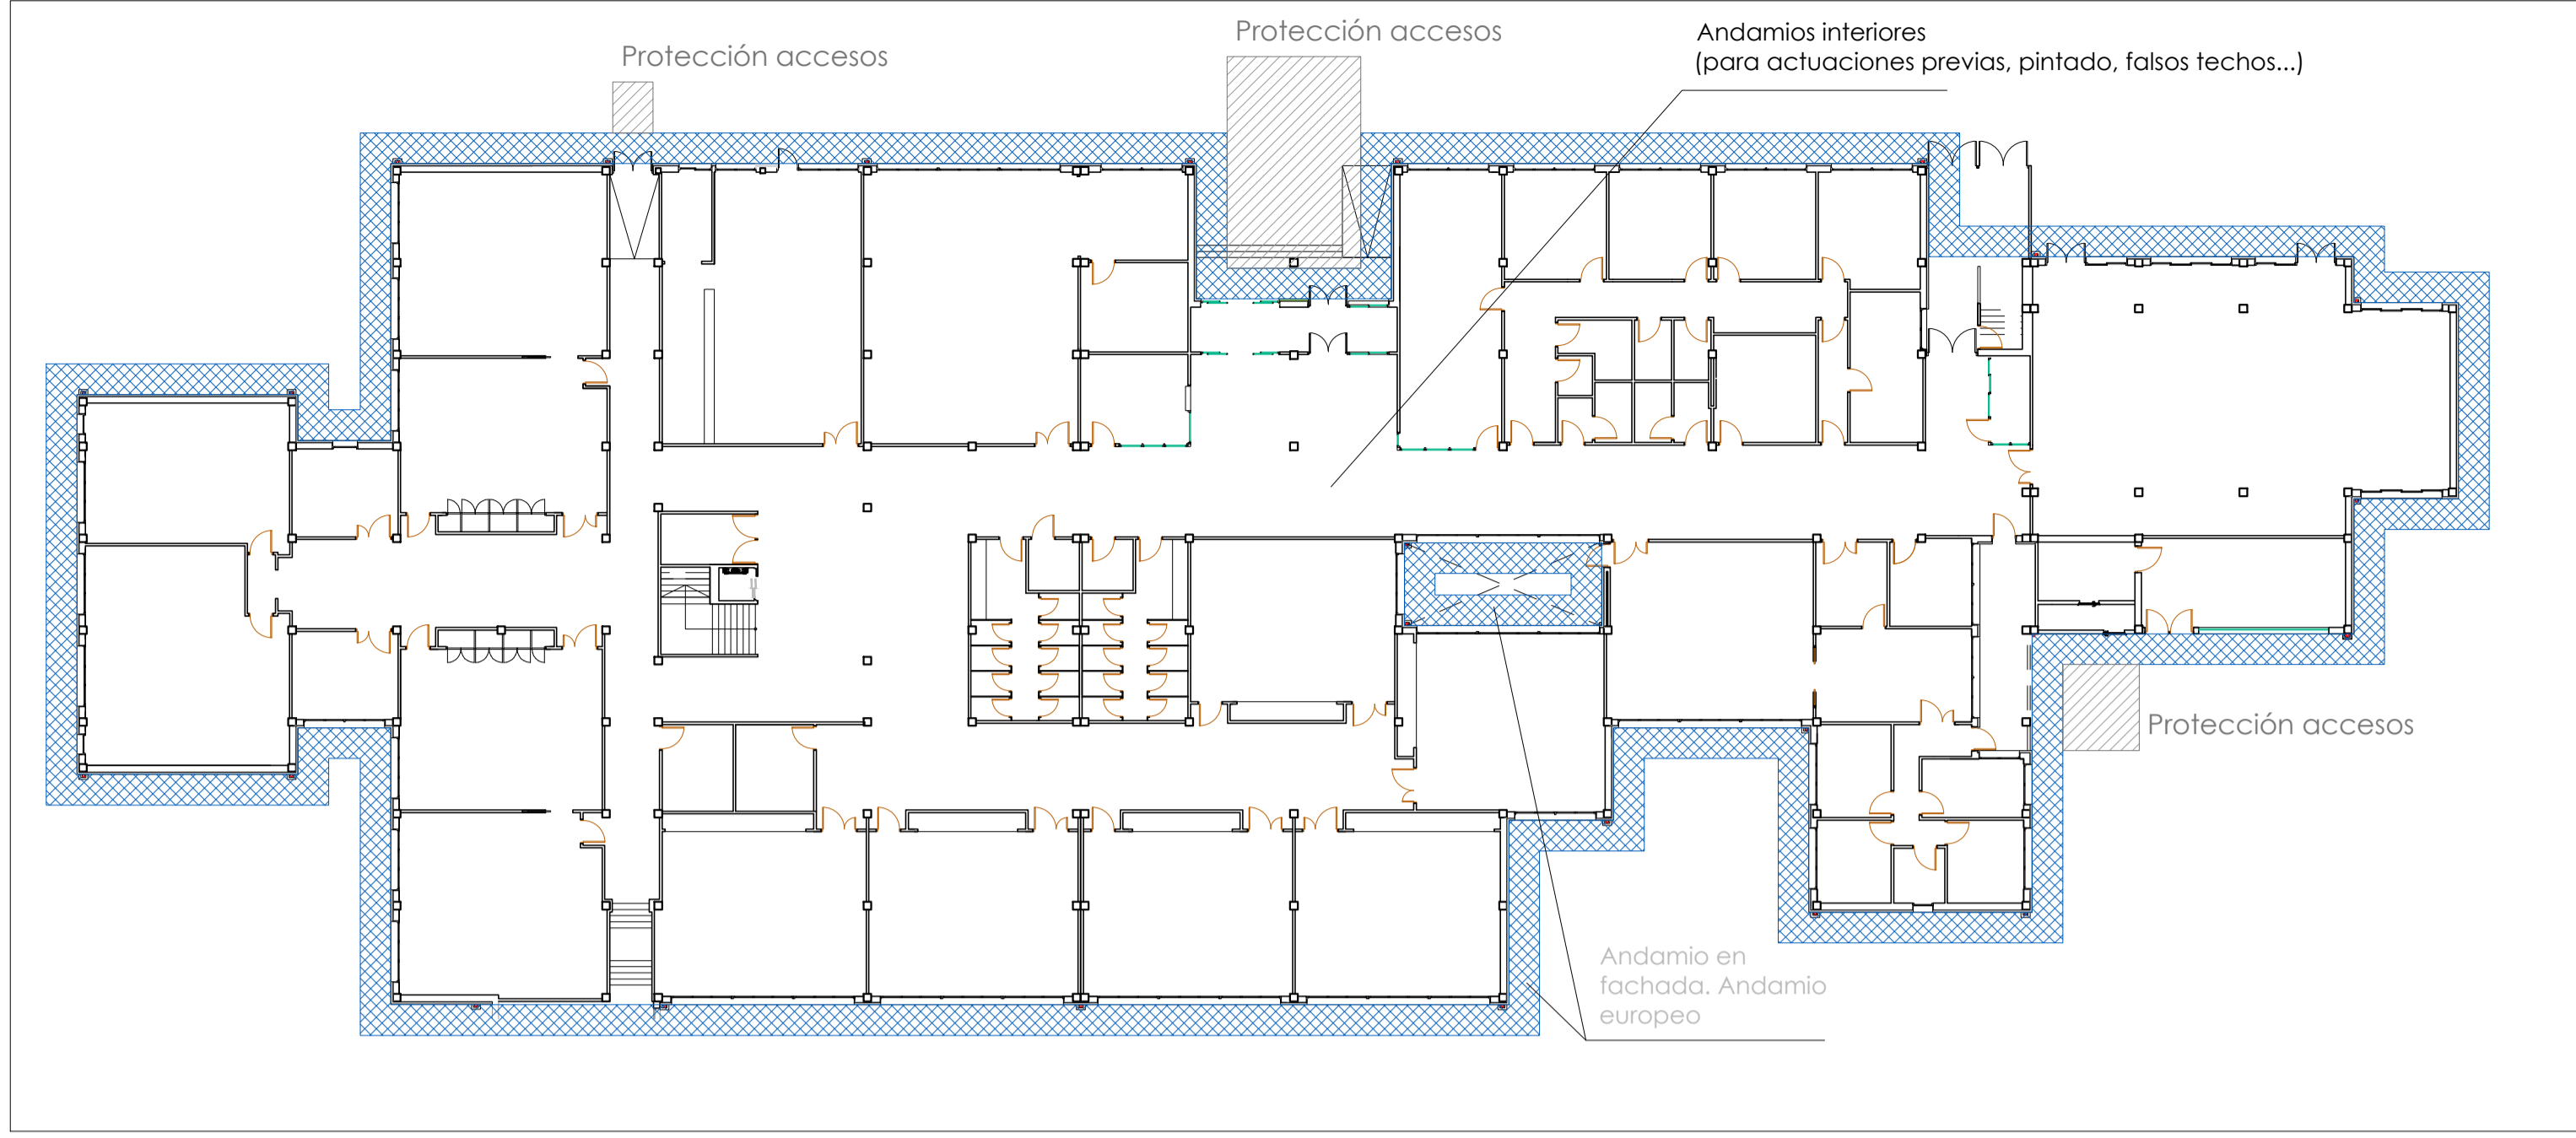 Protección accesos
Protección accesos
Andamios interiores
(para actuaciones previas, pintado, falsos techos...)
Protección accesos
Andamio en
fachada. Andamio
europeo